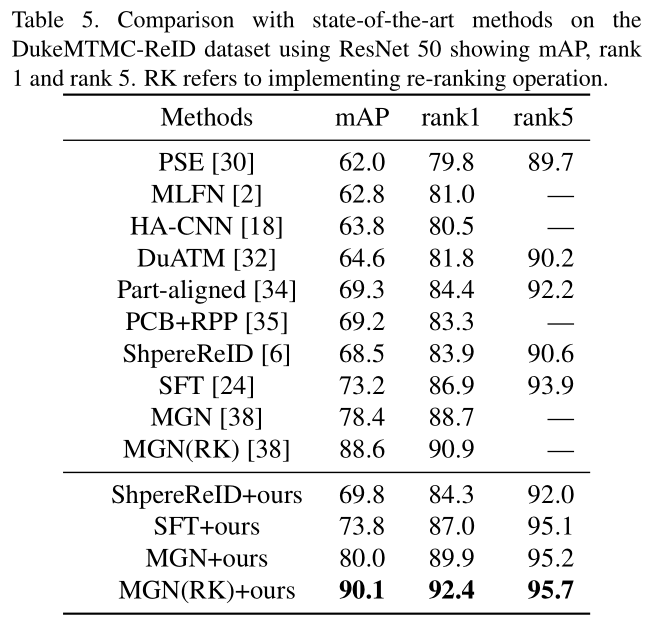 Table 5. Comparison with state-of-the-art methods on the
DukeMTMC-ReID dataset using ResNet 50 showing mAP, rank
1 and rank 5. RK refers to implementing re-ranking operation.
Methods mAP rank1 rank5
PSE [30] 62.0 79.8 89.7
MLFN [2] 62.8 81.0 —
HA-CNN [18] 63.8 80.5 —
DuATM [32] 64.6 81.8 90.2
Part-aligned [34] 69.3 84.4 92.2
PCB+RPP [35] 69.2 83.3 —
ShpereReID [6] 68.5 83.9 90.6
SFT [24] 73.2 86.9 93.9
MGN [38] 78.4 88.7 —
MGN(RK) [38] 88.6 90.9 —
ShpereReID+ours 69.8 84.3 92.0
SFT+ours 73.8 87.0 95.1
MGN+ours 80.0 89.9 95.2
MGN(RK)+ours 90.1 92.4 95.7